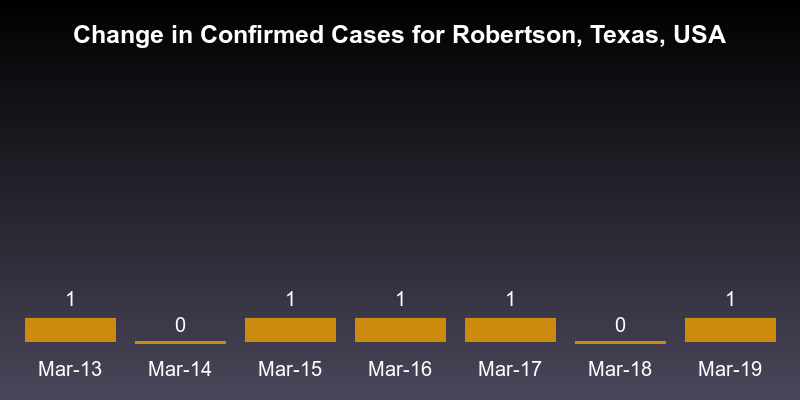 Change in Confirmed Cases for Robertson, Texas, USA
1 0 1 1 1 0 1
Mar-13 Mar-14 Mar-15 Mar-16 Mar-17 Mar-18 Mar-19